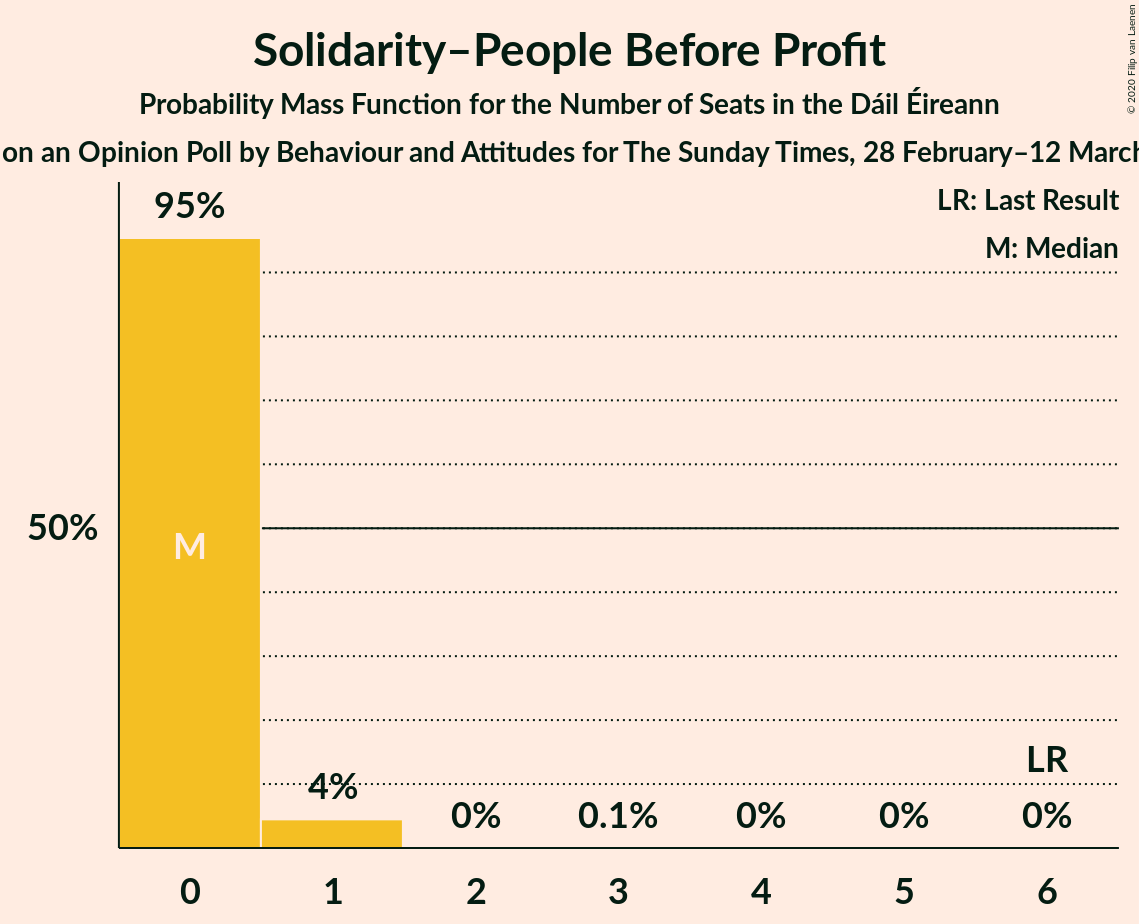 Solidarity–People Before Profit
Probability Mass Function for the Number of Seats in the Dáil Éireann
on an Opinion Poll by Behaviour and Attitudes for The Sunday Times, 28 February–12 March
© 2020 Filip van Laenen
LR: Last Result
M: Median
95%
50%
M
LR
4%
0%
0.1%
0%
0%
0%
0
1
2
3
4
5
6